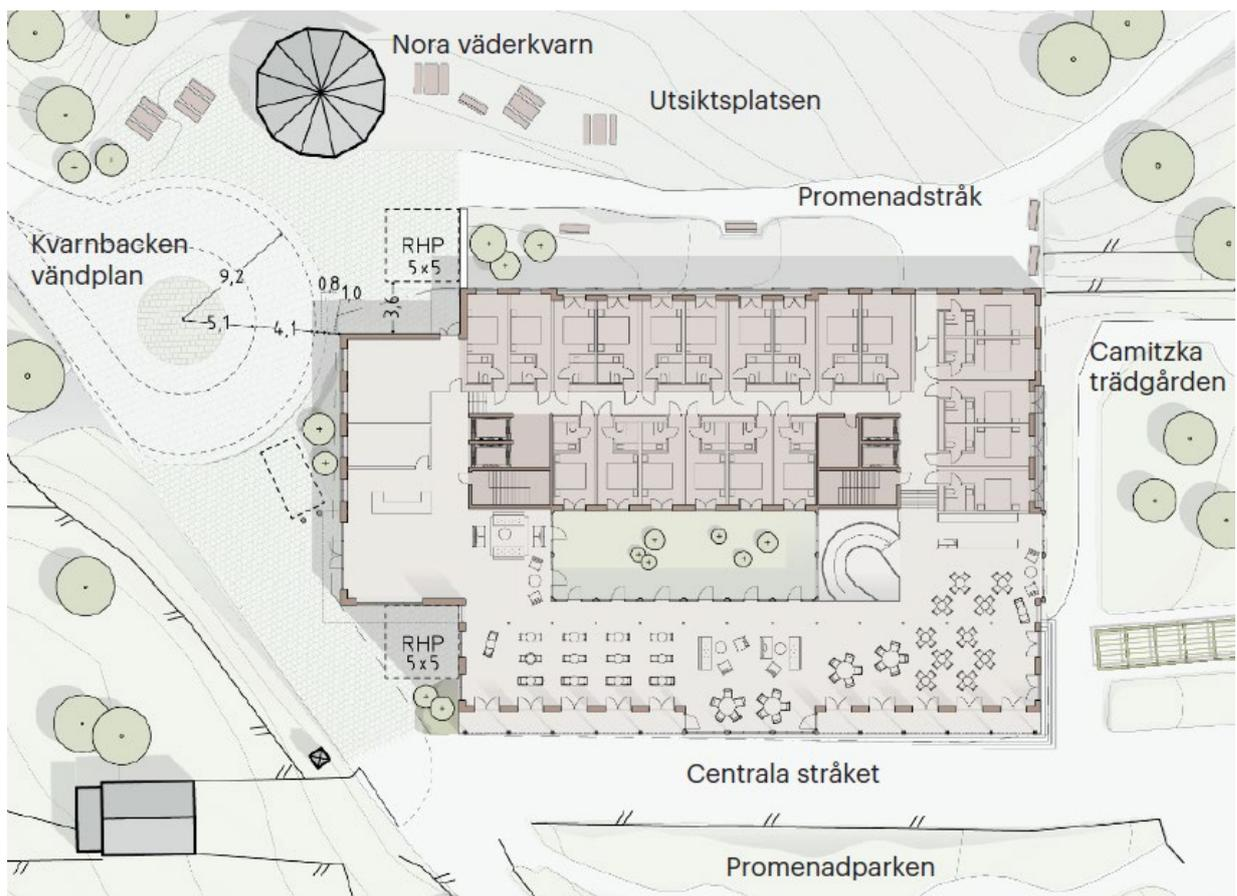 Nora väderkvarn
Utsiktsplatsen
Promenadstråk
Kvarnbacken
vändplan
RHP
5x5
9,2
0,8
1,0
3,6
5,1
4,1
Camitzka
trädgården
RHP
5x5
Centrala stråket
Promenadparken